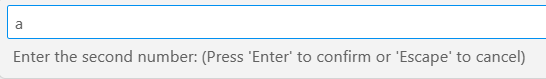 a
Enter the second number: (Press 'Enter' to confirm or 'Escape' to cancel)